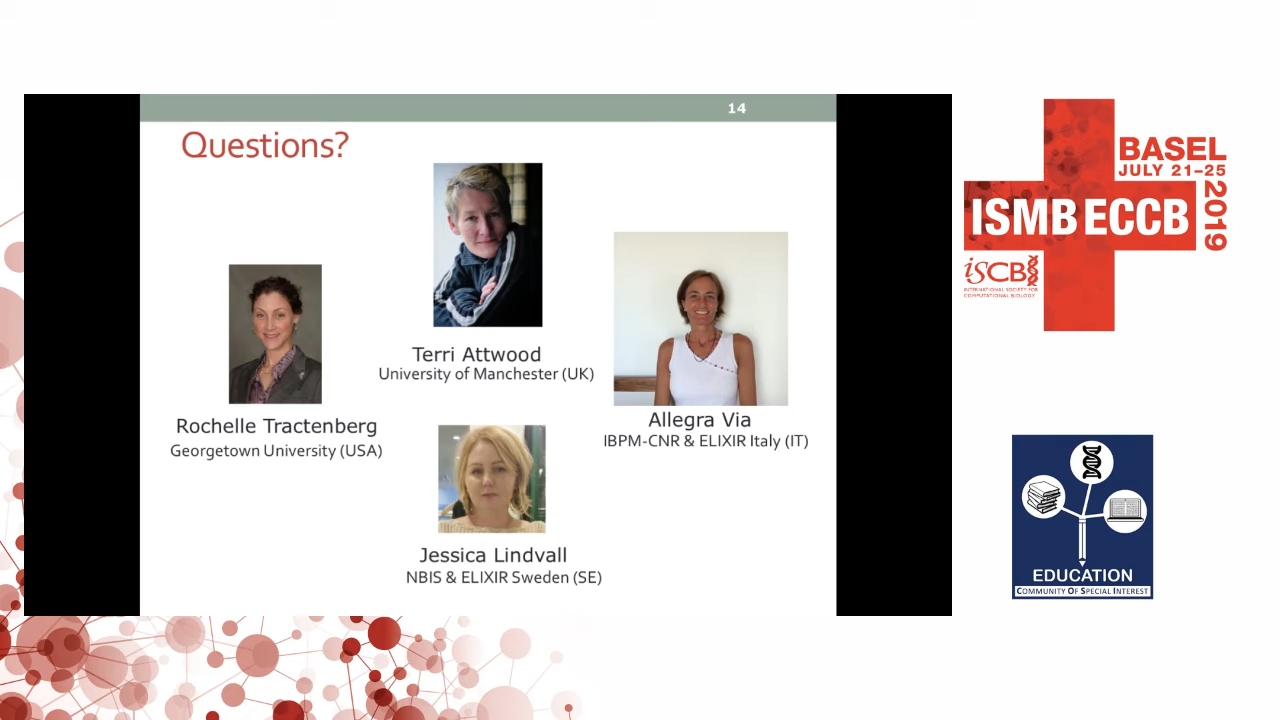 14
Questions?
Terri Attwood
University of Manchester (UK)
Rochelle Tractenberg
Georgetown University (USA)
Allegra Via
IBPM-CNR & ELIXIR Italy (IT)
Jessica Lindvall
NBIS & ELIXIR Sweden (SE)
BASEL
JULY 21–25
2019
ISMB ECCB
iSCB
INTERNATIONAL SOCIETY FOR
COMPUTATIONAL BIOLOGY
EDUCATION
COMMUNITY OF SPECIAL INTEREST